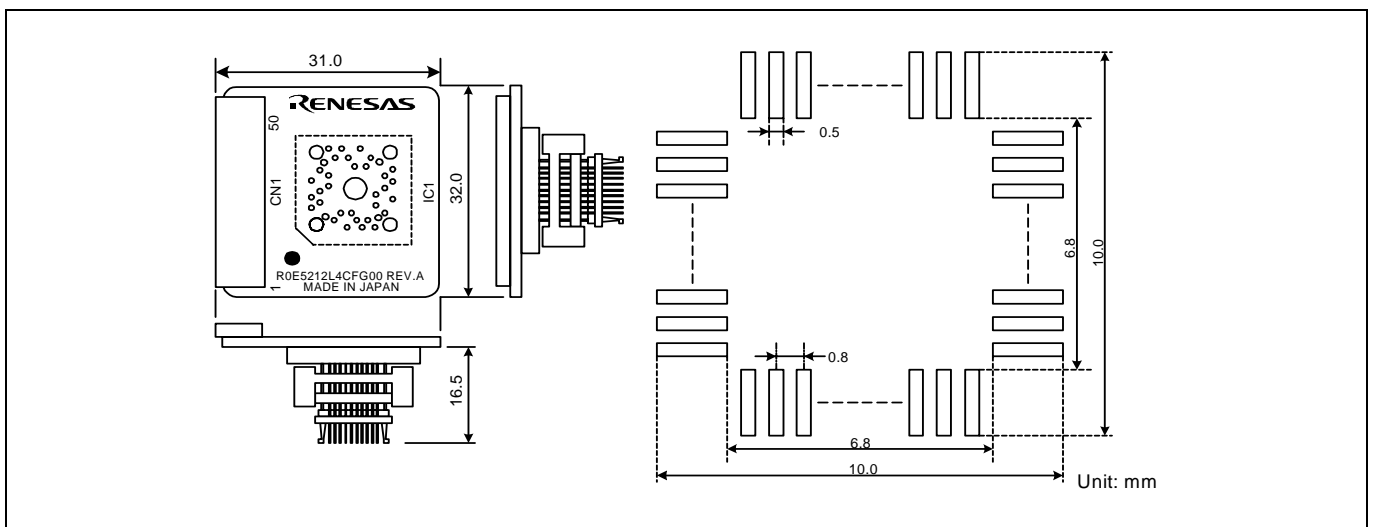 31.0
RENESAS
50
CN1
IC1
32.0
R0E5212L4CFG00 REV.A
1
MADE IN JAPAN
16.5
0.5
6.8
10.0
0.8
6.8
10.0
Unit: mm